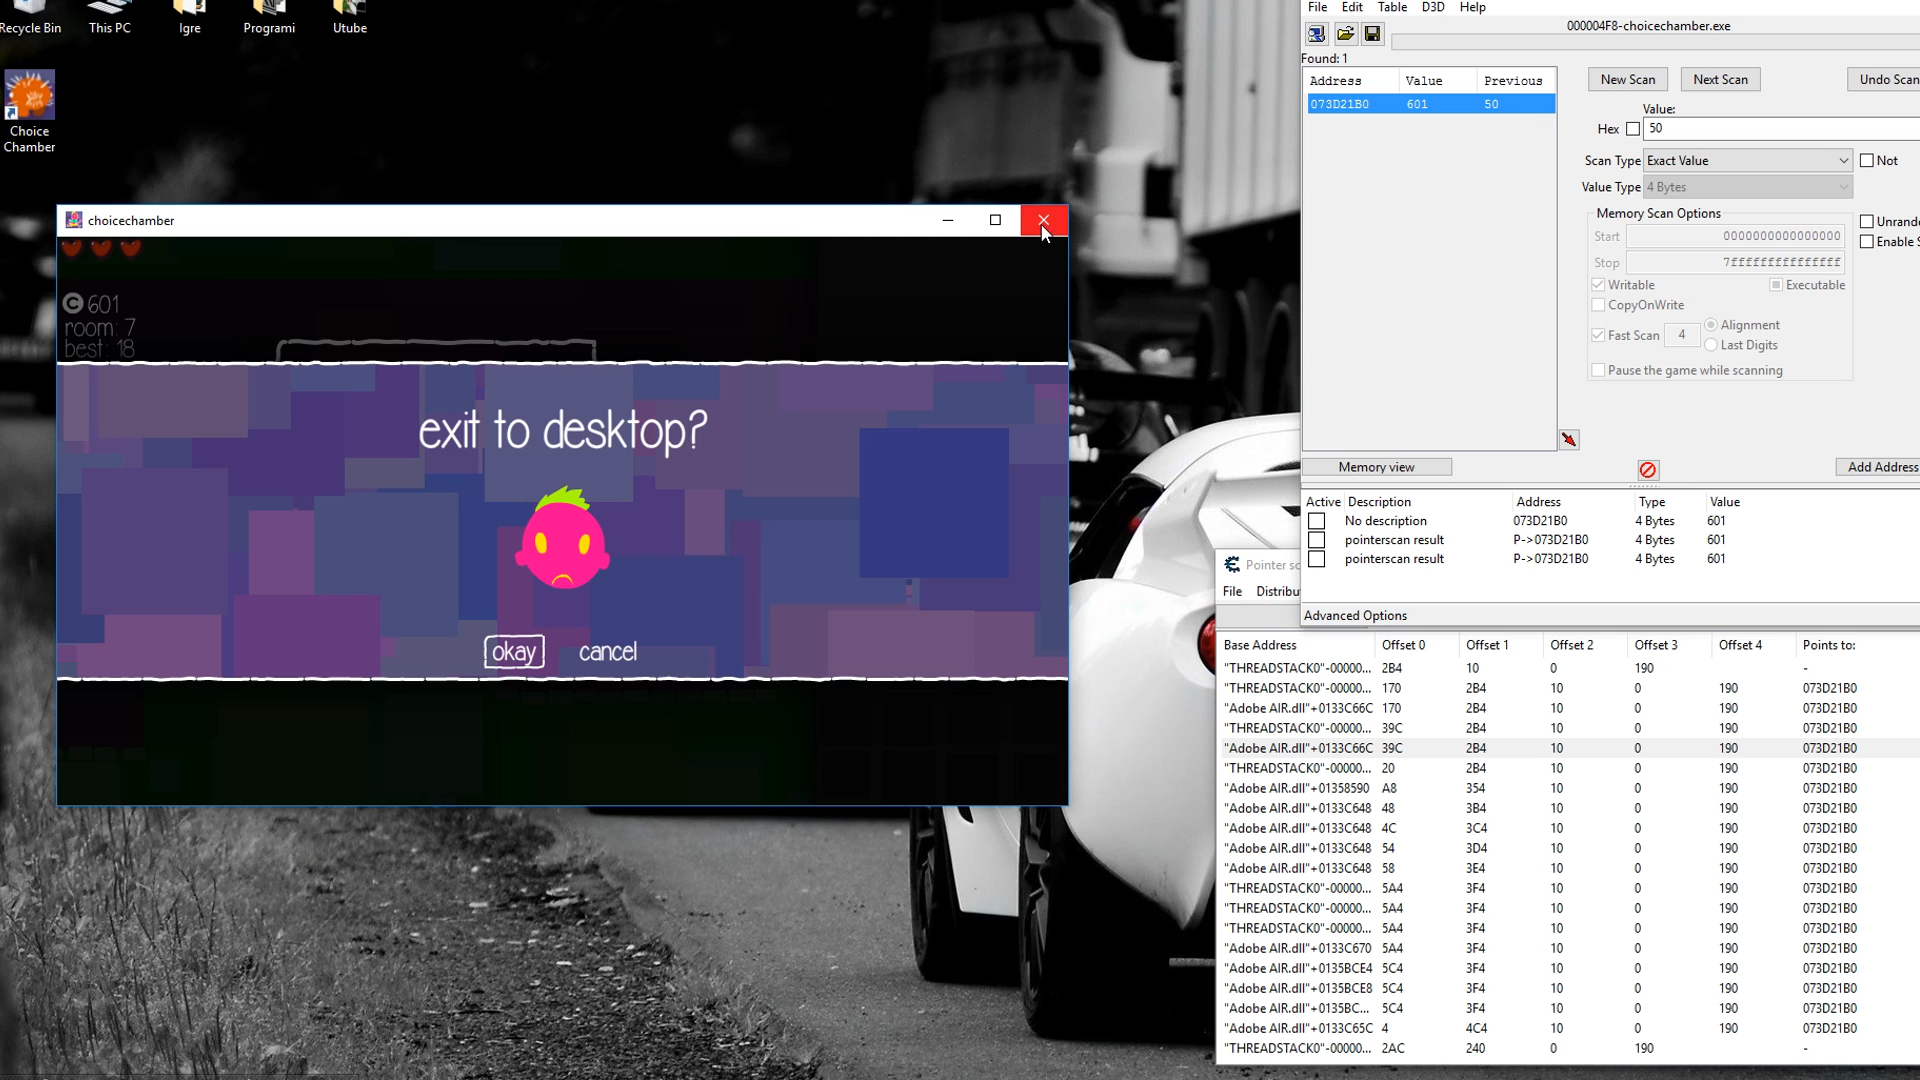 Recycle Bin
This PC
Igre
Programi
Utube
Choice
Chamber
choicechamber
601
room: 7
best: 18
exit to desktop?
okay cancel
File Edit Table D3D Help
000004F8-choicechamber.exe
Found: 1
Address Value Previous
073D21B0 601 50
New Scan Next Scan Undo Scan
Value:
Hex 50
Scan Type Exact Value Not
Value Type 4 Bytes
Memory Scan Options
Start 0000000000000000
Stop 7fffffffffffffff
Writable Executable
CopyOnWrite
Fast Scan 4 Alignment
Last Digits
Pause the game while scanning
Unrand
Enable S
Memory view
Add Address
Active Description Address Type Value
No description 073D21B0 4 Bytes 601
pointerscan result P->073D21B0 4 Bytes 601
pointerscan result P->073D21B0 4 Bytes 601
Advanced Options
Pointer sc
File Distribu
Base Address Offset 0 Offset 1 Offset 2 Offset 3 Offset 4 Points to:
"THREADSTACK0"-00000... 2B4 10 0 190 -
"THREADSTACK0"-00000... 170 2B4 10 0 190 073D21B0
"Adobe AIR.dll"+0133C66C 170 2B4 10 0 190 073D21B0
"THREADSTACK0"-00000... 39C 2B4 10 0 190 073D21B0
"Adobe AIR.dll"+0133C66C 39C 2B4 10 0 190 073D21B0
"THREADSTACK0"-00000... 20 2B4 10 0 190 073D21B0
"Adobe AIR.dll"+01358590 A8 354 10 0 190 073D21B0
"Adobe AIR.dll"+0133C648 48 3B4 10 0 190 073D21B0
"Adobe AIR.dll"+0133C648 4C 3C4 10 0 190 073D21B0
"Adobe AIR.dll"+0133C648 54 3D4 10 0 190 073D21B0
"Adobe AIR.dll"+0133C648 58 3E4 10 0 190 073D21B0
"THREADSTACK0"-00000... 5A4 3F4 10 0 190 073D21B0
"THREADSTACK0"-00000... 5A4 3F4 10 0 190 073D21B0
"THREADSTACK0"-00000... 5A4 3F4 10 0 190 073D21B0
"Adobe AIR.dll"+0133C670 5A4 3F4 10 0 190 073D21B0
"Adobe AIR.dll"+0135BCE4 5C4 3F4 10 0 190 073D21B0
"Adobe AIR.dll"+0135BCE8 5C4 3F4 10 0 190 073D21B0
"Adobe AIR.dll"+0135BC... 5C4 3F4 10 0 190 073D21B0
"Adobe AIR.dll"+0133C65C 4 4C4 10 0 190 073D21B0
"THREADSTACK0"-00000... 2AC 240 0 190 -